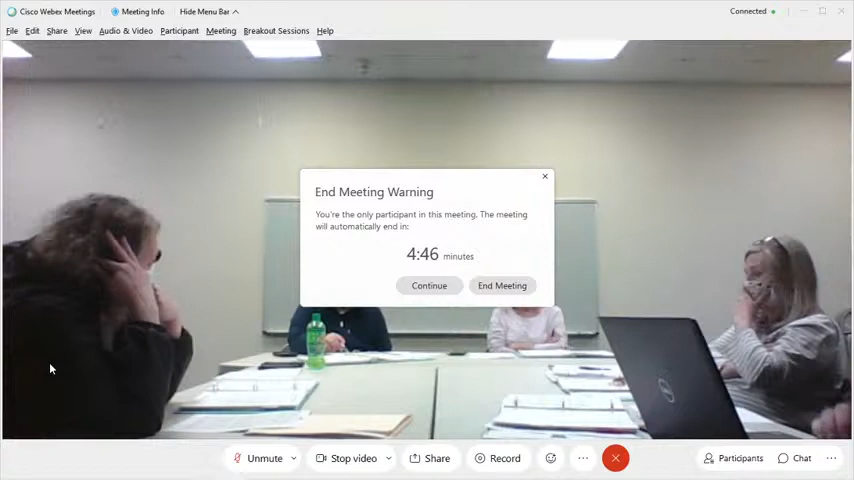 Cisco Webex Meetings
Meeting Info
Hide Menu Bar
Connected
File Edit Share View Audio & Video Participant Meeting Breakout Sessions Help
End Meeting Warning
You're the only participant in this meeting. The meeting
will automatically end in:
4:46 minutes
Continue
End Meeting
Unmute
Stop video
Share
Record
Participants
Chat